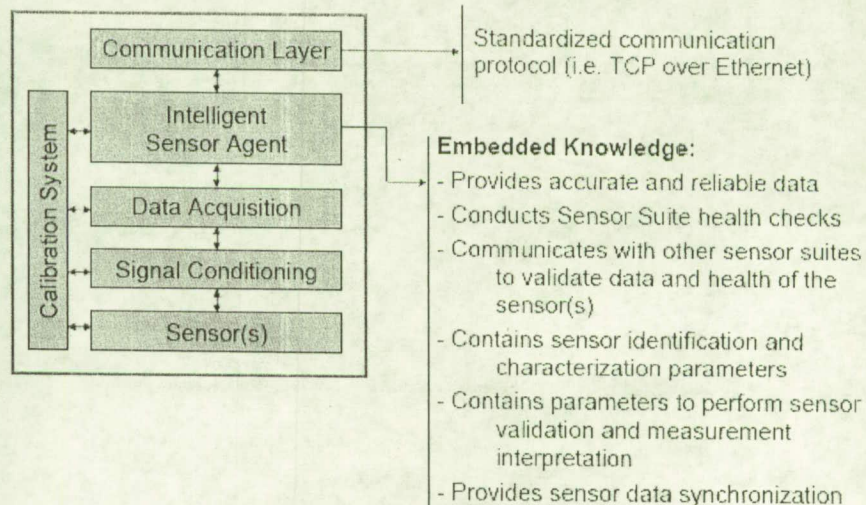 Communication Layer
Intelligent
Sensor Agent
Data Acquisition
Signal Conditioning
Sensor(s)
Calibration System
Standardized communication
protocol (i.e. TCP over Ethernet)
Embedded Knowledge:
- Provides accurate and reliable data
- Conducts Sensor Suite health checks
- Communicates with other sensor suites
to validate data and health of the
sensor(s)
- Contains sensor identification and
characterization parameters
- Contains parameters to perform sensor
validation and measurement
interpretation
- Provides sensor data synchronization